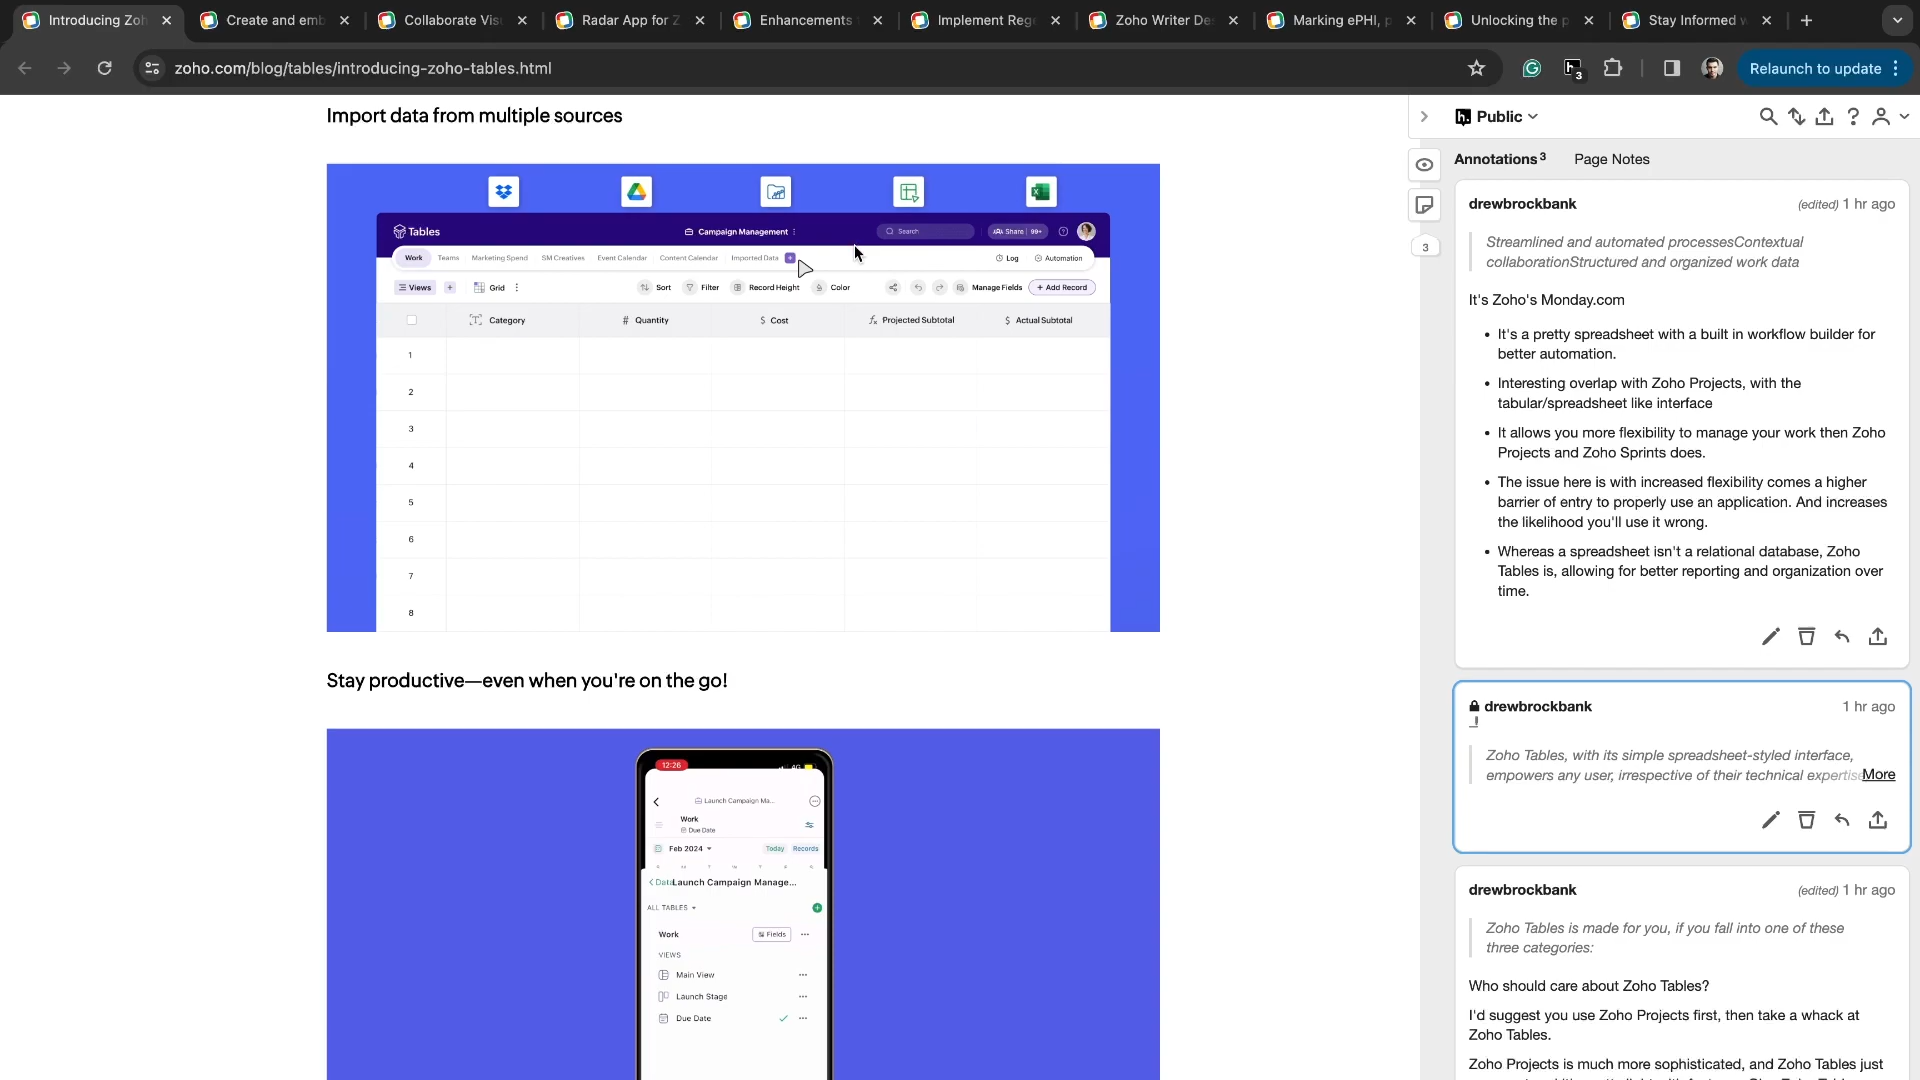 Introducing Zoh
Create and emb
Collaborate Vis
Radar App for Z
Enhancements
Implement Reg
Zoho Writer De
Marking ePHI, p
Unlocking the p
Stay Informed w
zoho.com/blog/tables/introducing-zoho-tables.html
3
Relaunch to update
Import data from multiple sources
Tables
Campaign Management
Search
Share | 99+
Work
Teams
Marketing Spend
SM Creatives
Event Calendar
Content Calendar
Imported Data
Log
Automation
Views
Grid
Sort
Filter
Record Height
Color
Manage Fields
+ Add Record
Category
# Quantity
$ Cost
fx Projected Subtotal
$ Actual Subtotal
1
2
3
4
5
6
7
8
Stay productive—even when you're on the go!
12:26
4G
Launch Campaign Ma...
Work
Due Date
Feb 2024
Today
Records
Data
Launch Campaign Manage...
ALL TABLES
Work
Fields
VIEWS
Main View
Launch Stage
Due Date
h. Public
Annotations 3
Page Notes
3
drewbrockbank
(edited) 1 hr ago
Streamlined and automated processesContextual
collaborationStructured and organized work data
It's Zoho's Monday.com
• It's a pretty spreadsheet with a built in workflow builder for
better automation.
• Interesting overlap with Zoho Projects, with the
tabular/spreadsheet like interface
• It allows you more flexibility to manage your work then Zoho
Projects and Zoho Sprints does.
• The issue here is with increased flexibility comes a higher
barrier of entry to properly use an application. And increases
the likelihood you'll use it wrong.
• Whereas a spreadsheet isn't a relational database, Zoho
Tables is, allowing for better reporting and organization over
time.
drewbrockbank
1 hr ago
Zoho Tables, with its simple spreadsheet-styled interface,
empowers any user, irrespective of their technical expertise
More
drewbrockbank
(edited) 1 hr ago
Zoho Tables is made for you, if you fall into one of these
three categories:
Who should care about Zoho Tables?
I'd suggest you use Zoho Projects first, then take a whack at
Zoho Tables.
Zoho Projects is much more sophisticated, and Zoho Tables just